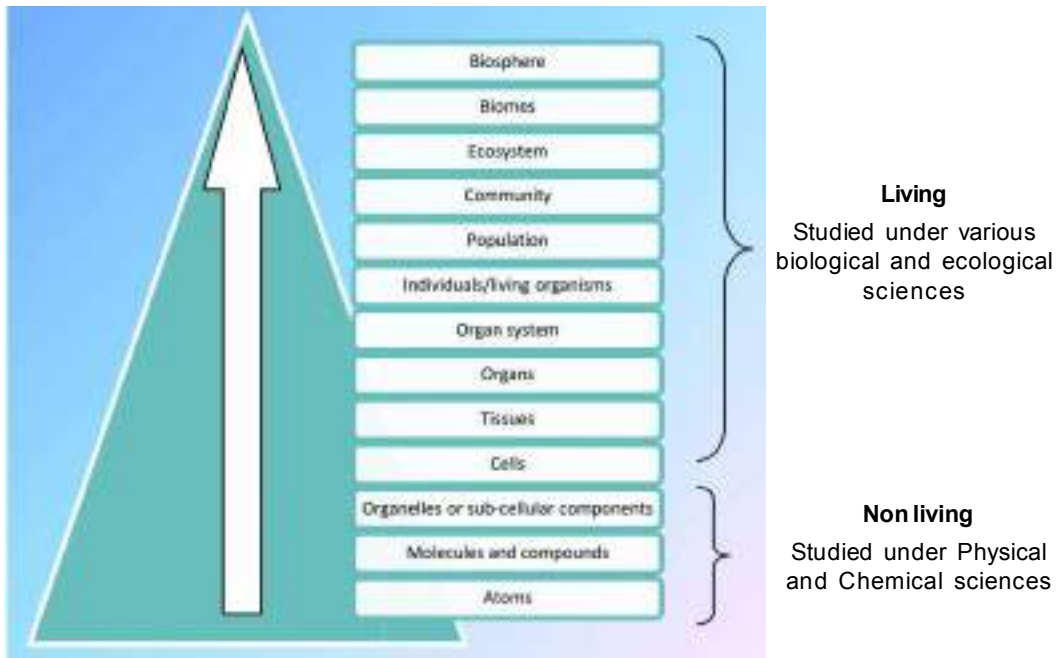 Biosphere
Biomes
Ecosystem
Community
Population
Individuals/living organisms
Organ system
Organs
Tissues
Cells
Organelles or sub-cellular components
Molecules and compounds
Atoms
Living
Studied under various
biological and ecological
sciences
Non living
Studied under Physical
and Chemical sciences